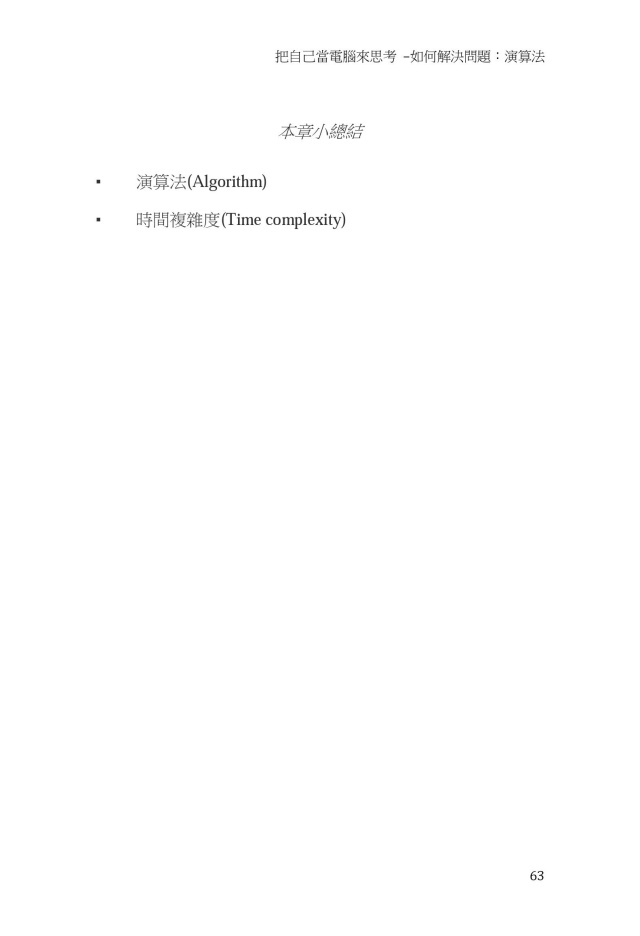 把自己當電腦來思考 –如何解決問題：演算法
本章小總結
▪ 演算法(Algorithm)
▪ 時間複雜度(Time complexity)
63